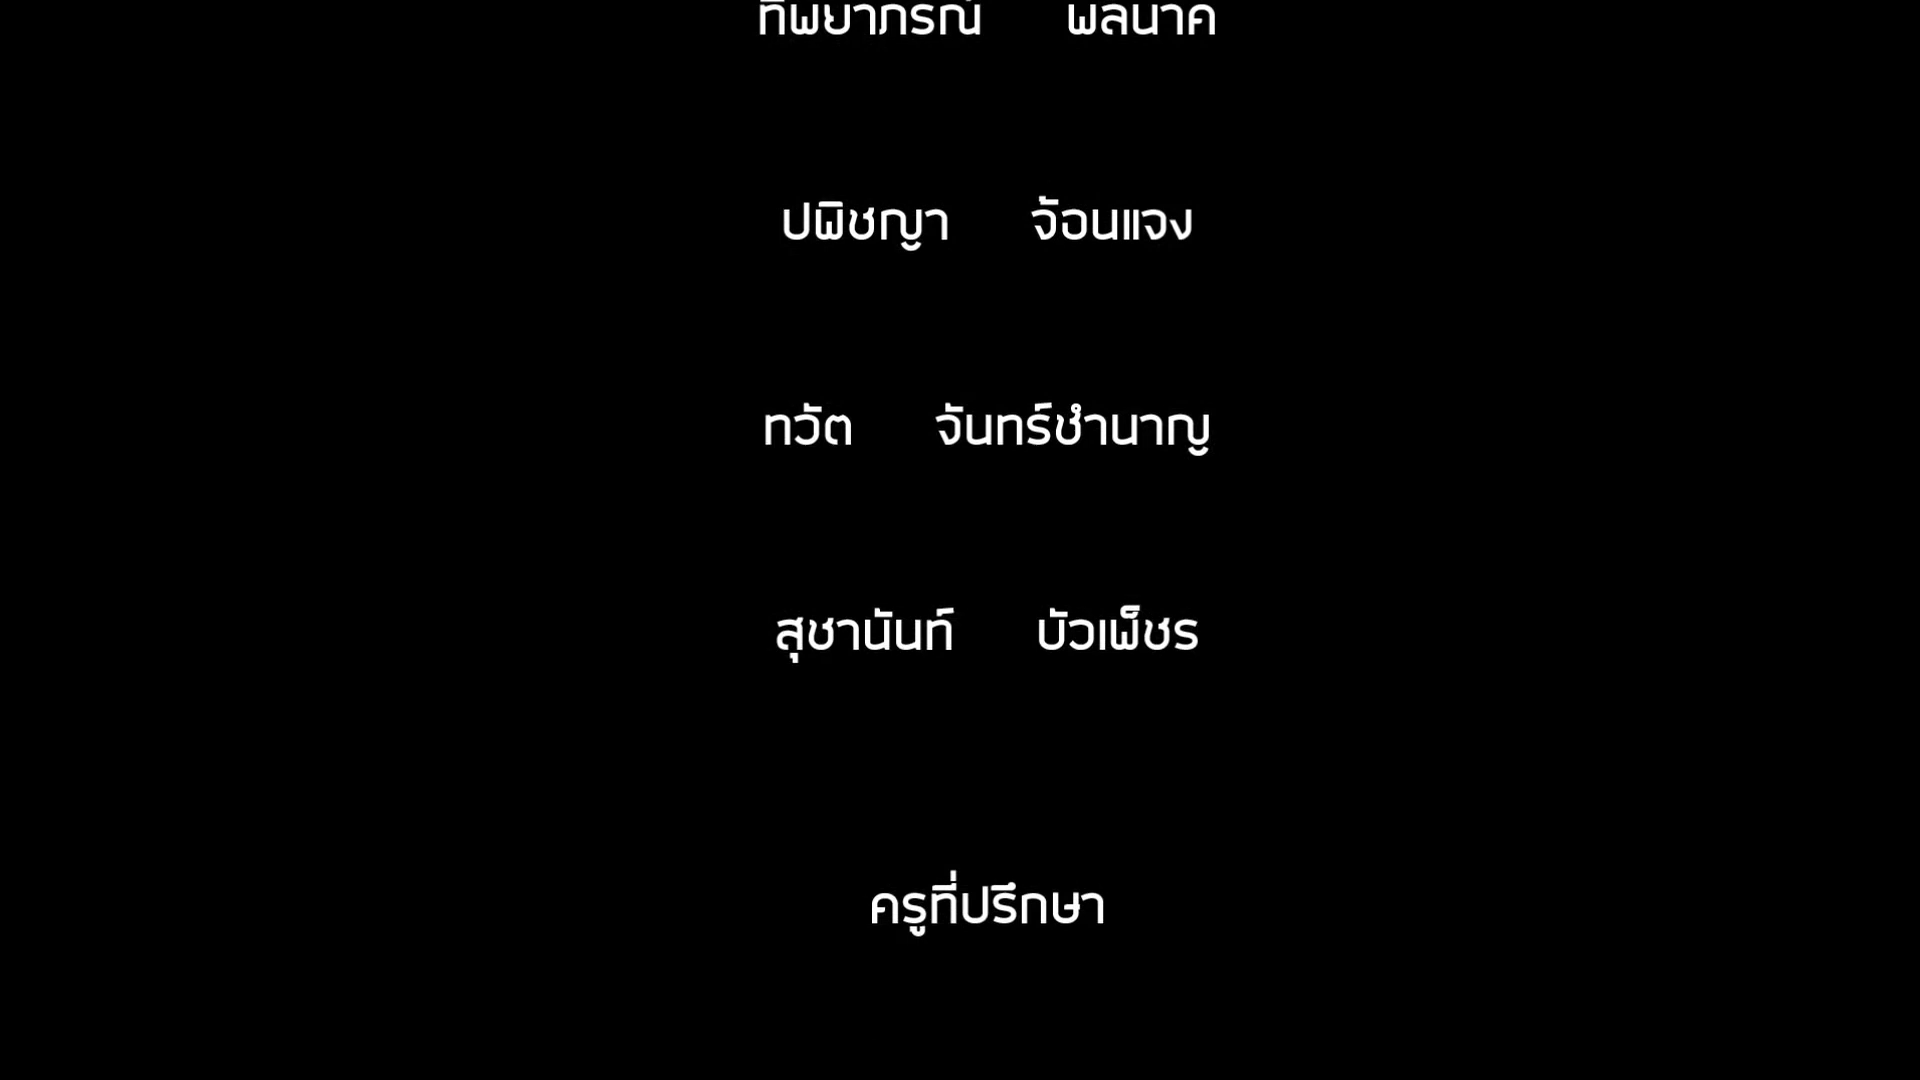 ทิพยาภรณ์ พลนาค
ปพิชญา จ้อนแจง
ทวัต จันทร์ชำนาญ
สุชานันท์ บัวเพ็ชร
ครูที่ปรึกษา